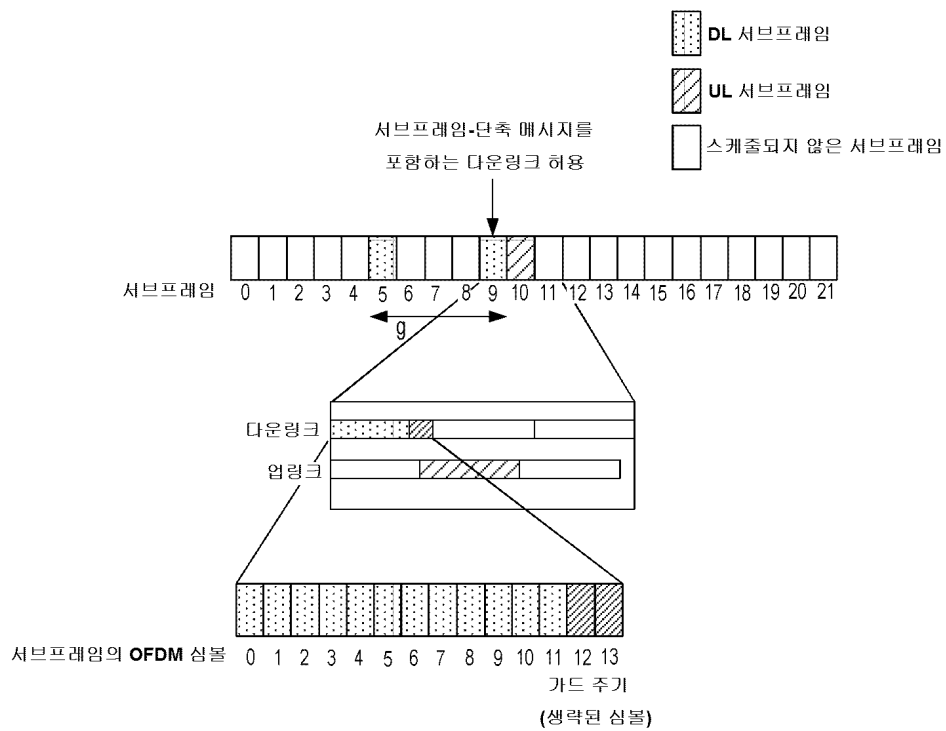 DL 서브프레임
UL 서브프레임
스케줄되지 않은 서브프레임
서브프레임-단축 메시지를
포함하는 다운링크 허용
서브프레임 0 1 2 3 4 5 6 7 8 9 10 11 12 13 14 15 16 17 18 19 20 21
g
다운링크
업링크
서브프레임의 OFDM 심볼 0 1 2 3 4 5 6 7 8 9 10 11 12 13
가드 주기
(생략된 심볼)